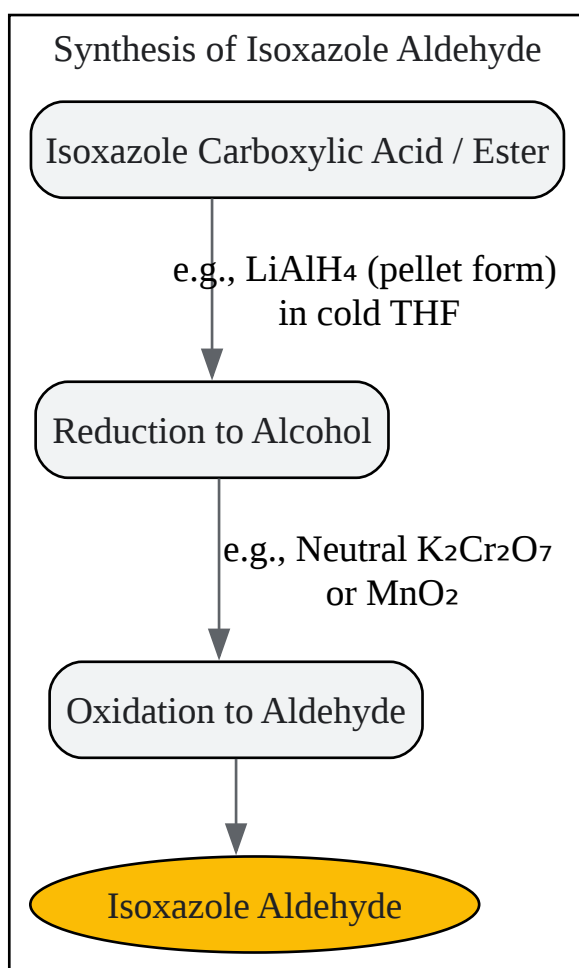 Synthesis of Isoxazole Aldehyde
Isoxazole Carboxylic Acid / Ester
e.g., LiAlH₄ (pellet form)
in cold THF
Reduction to Alcohol
e.g., Neutral K₂Cr₂O₇
or MnO₂
Oxidation to Aldehyde
Isoxazole Aldehyde